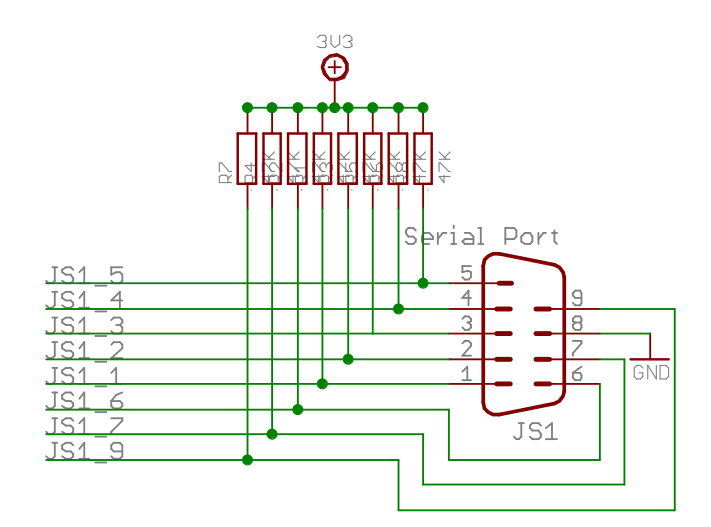 3V3
R7
R4
R2
R1
R3
R5
R6
R8
47K
47K
47K
47K
47K
47K
47K
47K
Serial Port
JS1_5
JS1_4
JS1_3
JS1_2
JS1_1
JS1_6
JS1_7
JS1_9
5
4
3
2
1
9
8
7
6
GND
JS1